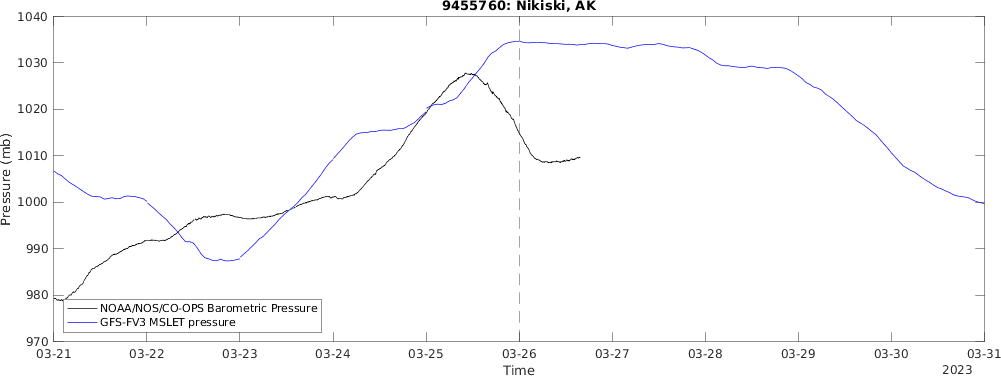 9455760: Nikiski, AK
1040
1030
1020
1010
1000
990
980
970
Pressure (mb)
NOAA/NOS/CO-OPS Barometric Pressure
GFS-FV3 MSLET pressure
03-21 03-22 03-23 03-24 03-25 03-26 03-27 03-28 03-29 03-30 03-31
Time
2023